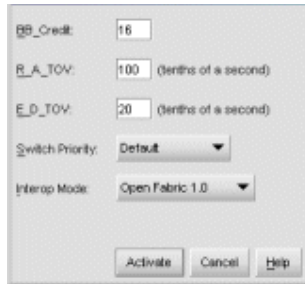 BB_Credit: 16
R_A_TOV: 100 (tenths of a second)
E_D_TOV: 20 (tenths of a second)
Switch Priority: Default
Interop Mode: Open Fabric 1.0
Activate Cancel Help